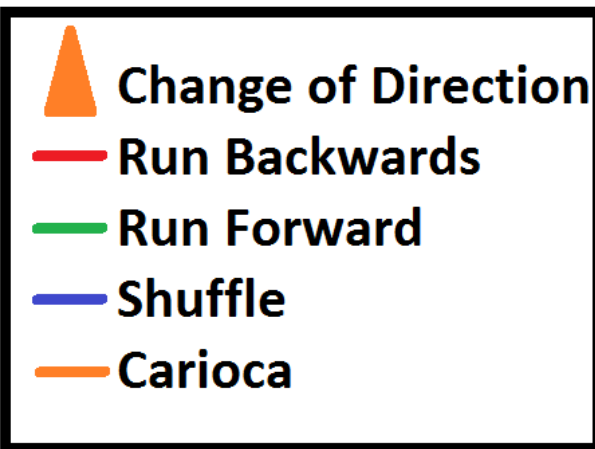 Change of Direction
Run Backwards
Run Forward
Shuffle
Carioca